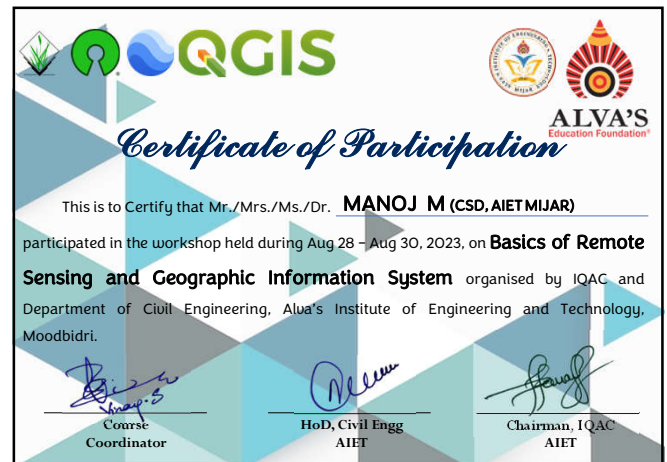 QGIS
ALVA'S
Education Foundation®
Certificate of Participation
This is to Certify that Mr./Mrs./Ms./Dr. MANOJ M (CSD, AIET MIJAR)
participated in the workshop held during Aug 28 – Aug 30, 2023, on Basics of Remote
Sensing and Geographic Information System organised by IQAC and
Department of Civil Engineering, Alva's Institute of Engineering and Technology,
Moodbidri.
Vinay.S
Course HoD, Civil Engg Chairman, IQAC
Coordinator AIET AIET